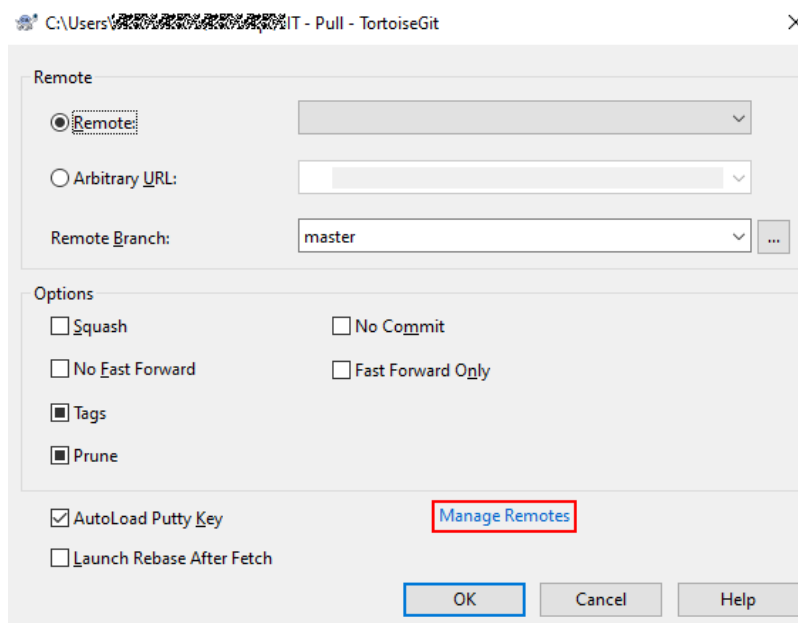 C:\Users\ IT - Pull - TortoiseGit
Remote
Remote:
Arbitrary URL:
Remote Branch: master ...
Options
Squash No Commit
No Fast Forward Fast Forward Only
Tags
Prune
AutoLoad Putty Key Manage Remotes
Launch Rebase After Fetch
OK Cancel Help